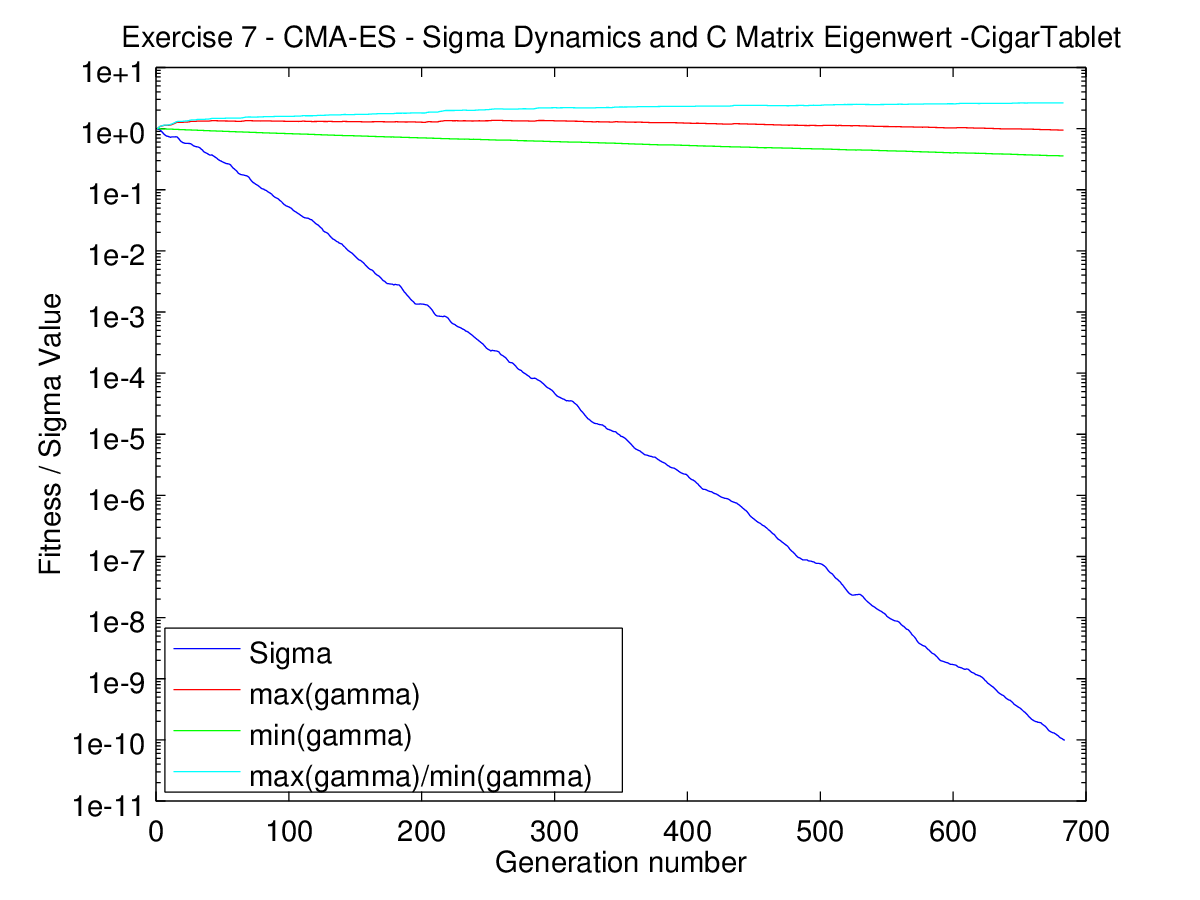 Exercise 7 - CMA-ES - Sigma Dynamics and C Matrix Eigenwert -CigarTablet
1e+1
1e+0
1e-1
1e-2
1e-3
1e-4
1e-5
1e-6
1e-7
1e-8
1e-9
1e-10
1e-11
Fitness / Sigma Value
Sigma
max(gamma)
min(gamma)
max(gamma)/min(gamma)
0 100 200 300 400 500 600 700
Generation number